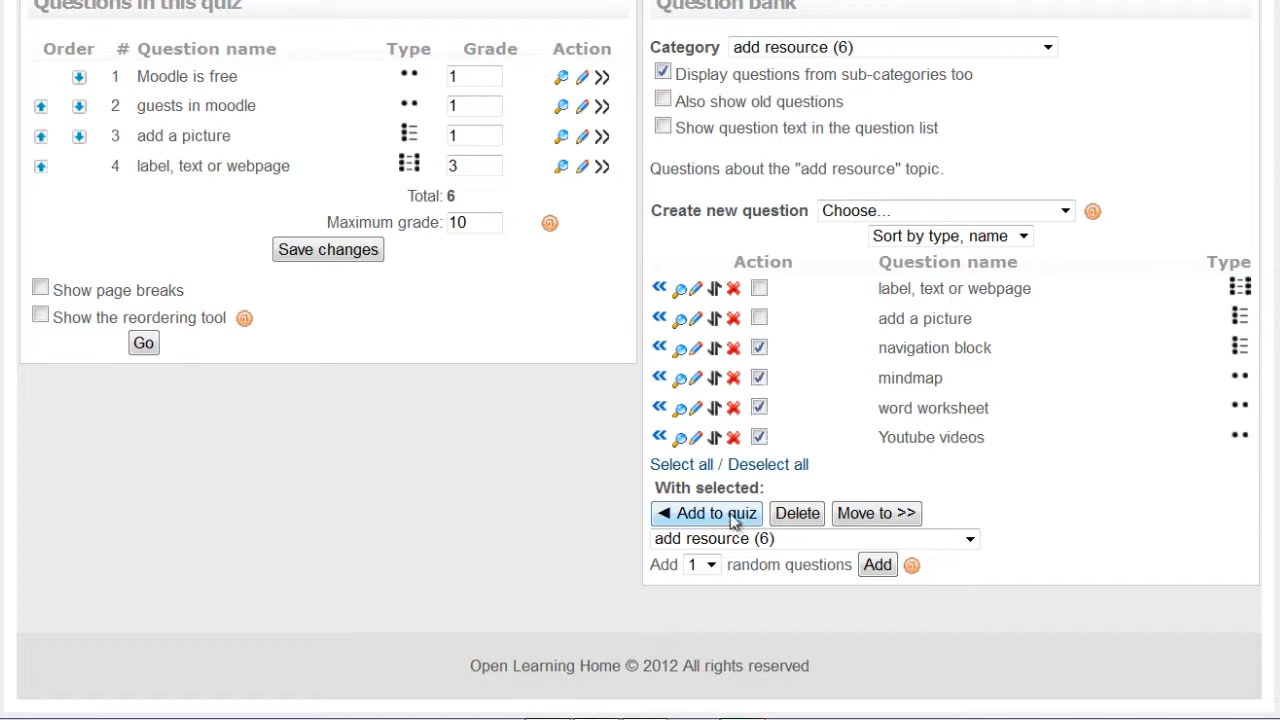 Questions in this quiz
Order # Question name Type Grade Action
1 Moodle is free 1
2 guests in moodle 1
3 add a picture 1
4 label, text or webpage 3
Total: 6
Maximum grade: 10
Save changes
Show page breaks
Show the reordering tool
Go
Question bank
Category add resource (6)
Display questions from sub-categories too
Also show old questions
Show question text in the question list
Questions about the "add resource" topic.
Create new question Choose...
Sort by type, name
Action Question name Type
label, text or webpage
add a picture
navigation block
mindmap
word worksheet
Youtube videos
Select all / Deselect all
With selected:
◄ Add to quiz Delete Move to >>
add resource (6)
Add 1 random questions Add
Open Learning Home © 2012 All rights reserved